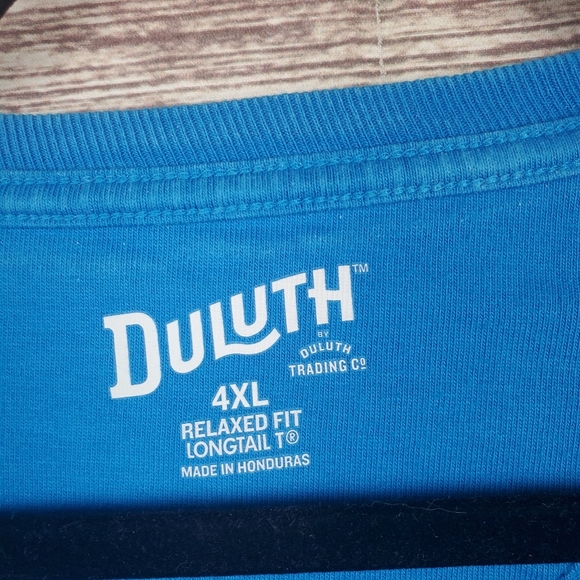 DULUTH™
BY
DULUTH
TRADING Cº
4XL
RELAXED FIT
LONGTAIL T®
MADE IN HONDURAS